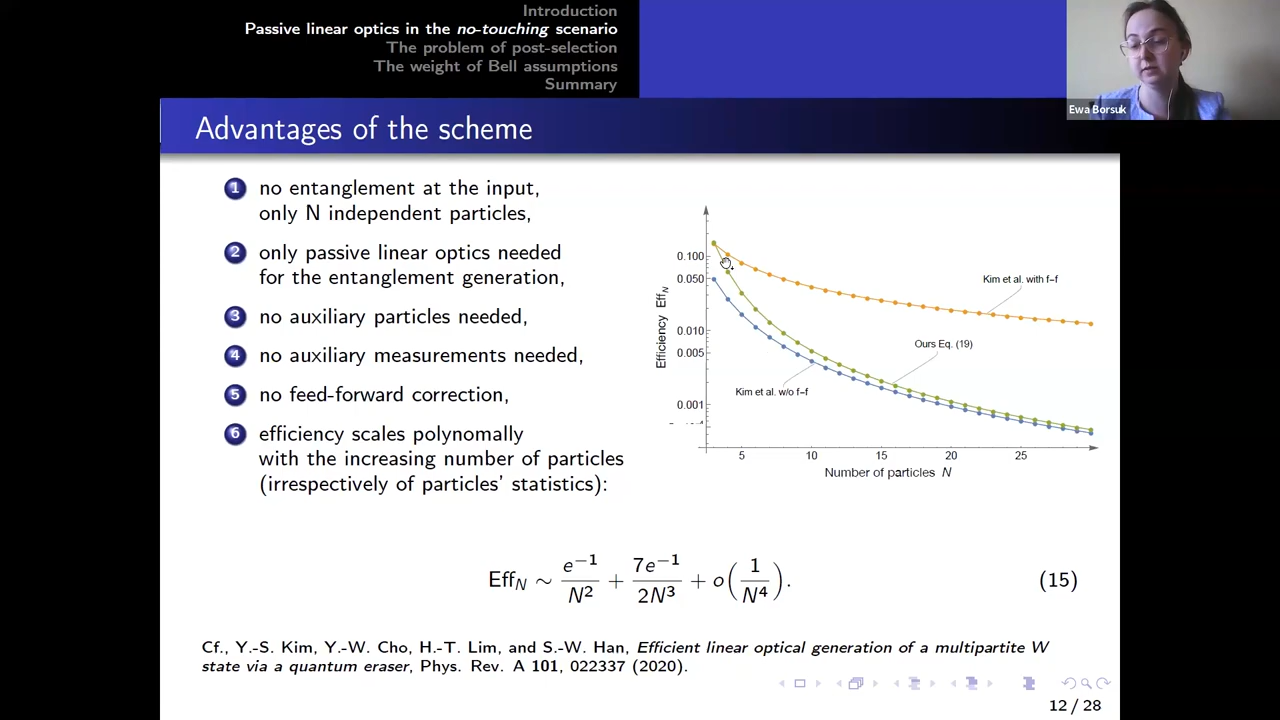 Introduction
Passive linear optics in the no-touching scenario
The problem of post-selection
The weight of Bell assumptions
Summary
Ewa Borsuk
Advantages of the scheme
1 no entanglement at the input,
only N independent particles,
2 only passive linear optics needed
for the entanglement generation,
3 no auxiliary particles needed,
4 no auxiliary measurements needed,
5 no feed-forward correction,
6 efficiency scales polynomally
with the increasing number of particles
(irrespectively of particles' statistics):
Efficiency Eff_N
0.100
0.050
0.010
0.005
0.001
Kim et al. with f-f
Ours Eq. (19)
Kim et al. w/o f-f
5 10 15 20 25
Number of particles N
Eff_N ∼ e^{-1}/N^2 + 7e^{-1}/2N^3 + o(1/N^4). (15)
Cf., Y.-S. Kim, Y.-W. Cho, H.-T. Lim, and S.-W. Han, Efficient linear optical generation of a multipartite W
state via a quantum eraser, Phys. Rev. A 101, 022337 (2020).
12 / 28